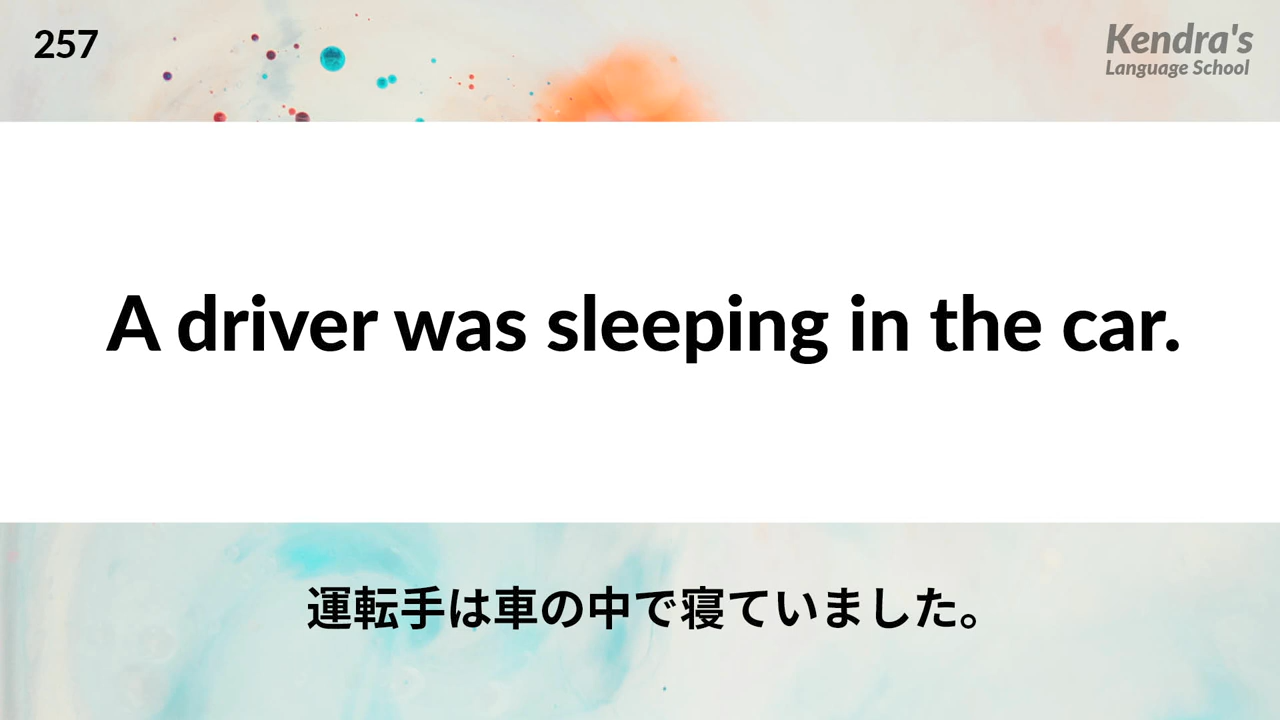 257
Kendra's
Language School
A driver was sleeping in the car.
運転手は車の中で寝ていました。